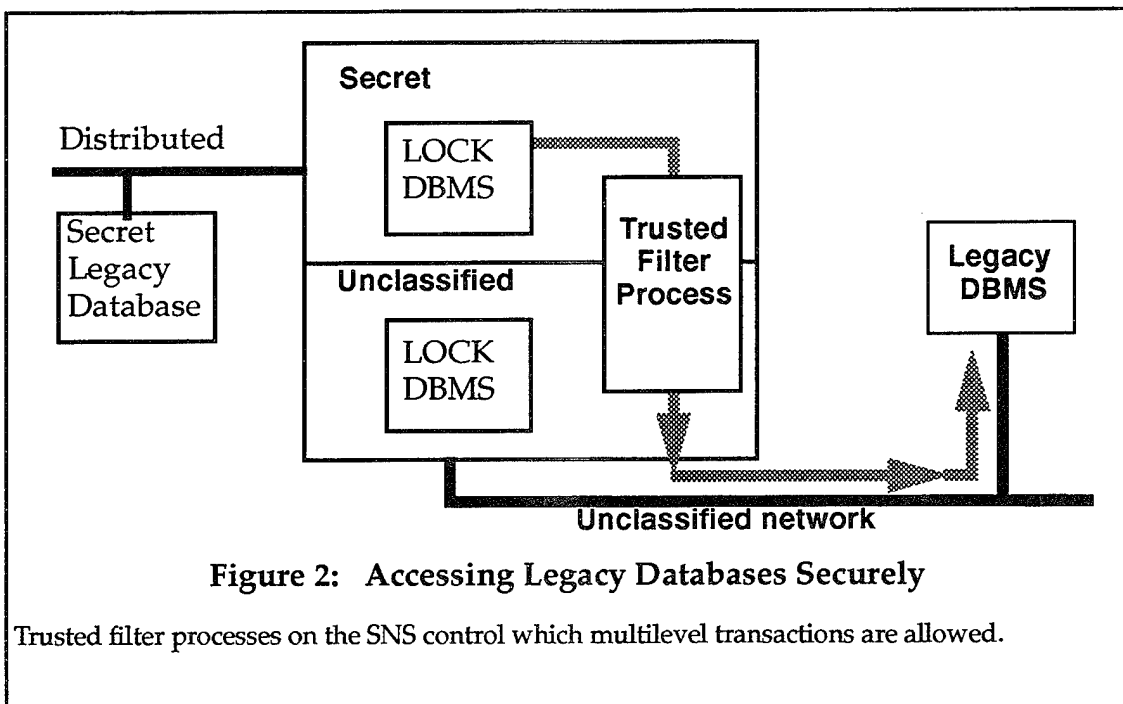 Secret
Distributed
LOCK
DBMS
Secret
Legacy
Database
Trusted
Filter
Process
Unclassified
LOCK
DBMS
Legacy
DBMS
Unclassified network
Figure 2: Accessing Legacy Databases Securely
Trusted filter processes on the SNS control which multilevel transactions are allowed.